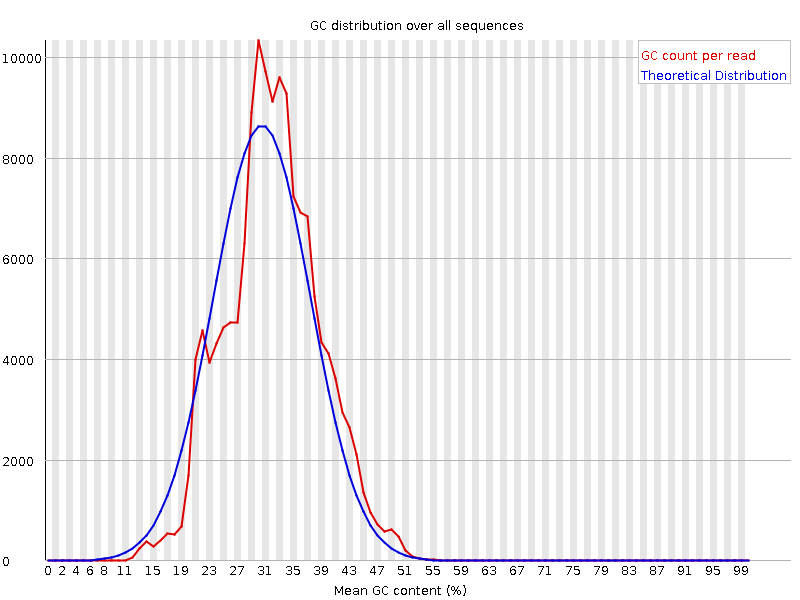 GC distribution over all sequences
GC count per read
Theoretical Distribution
10000
8000
6000
4000
2000
0
0 2 4 6 8 11 15 19 23 27 31 35 39 43 47 51 55 59 63 67 71 75 79 83 87 91 95 99
Mean GC content (%)